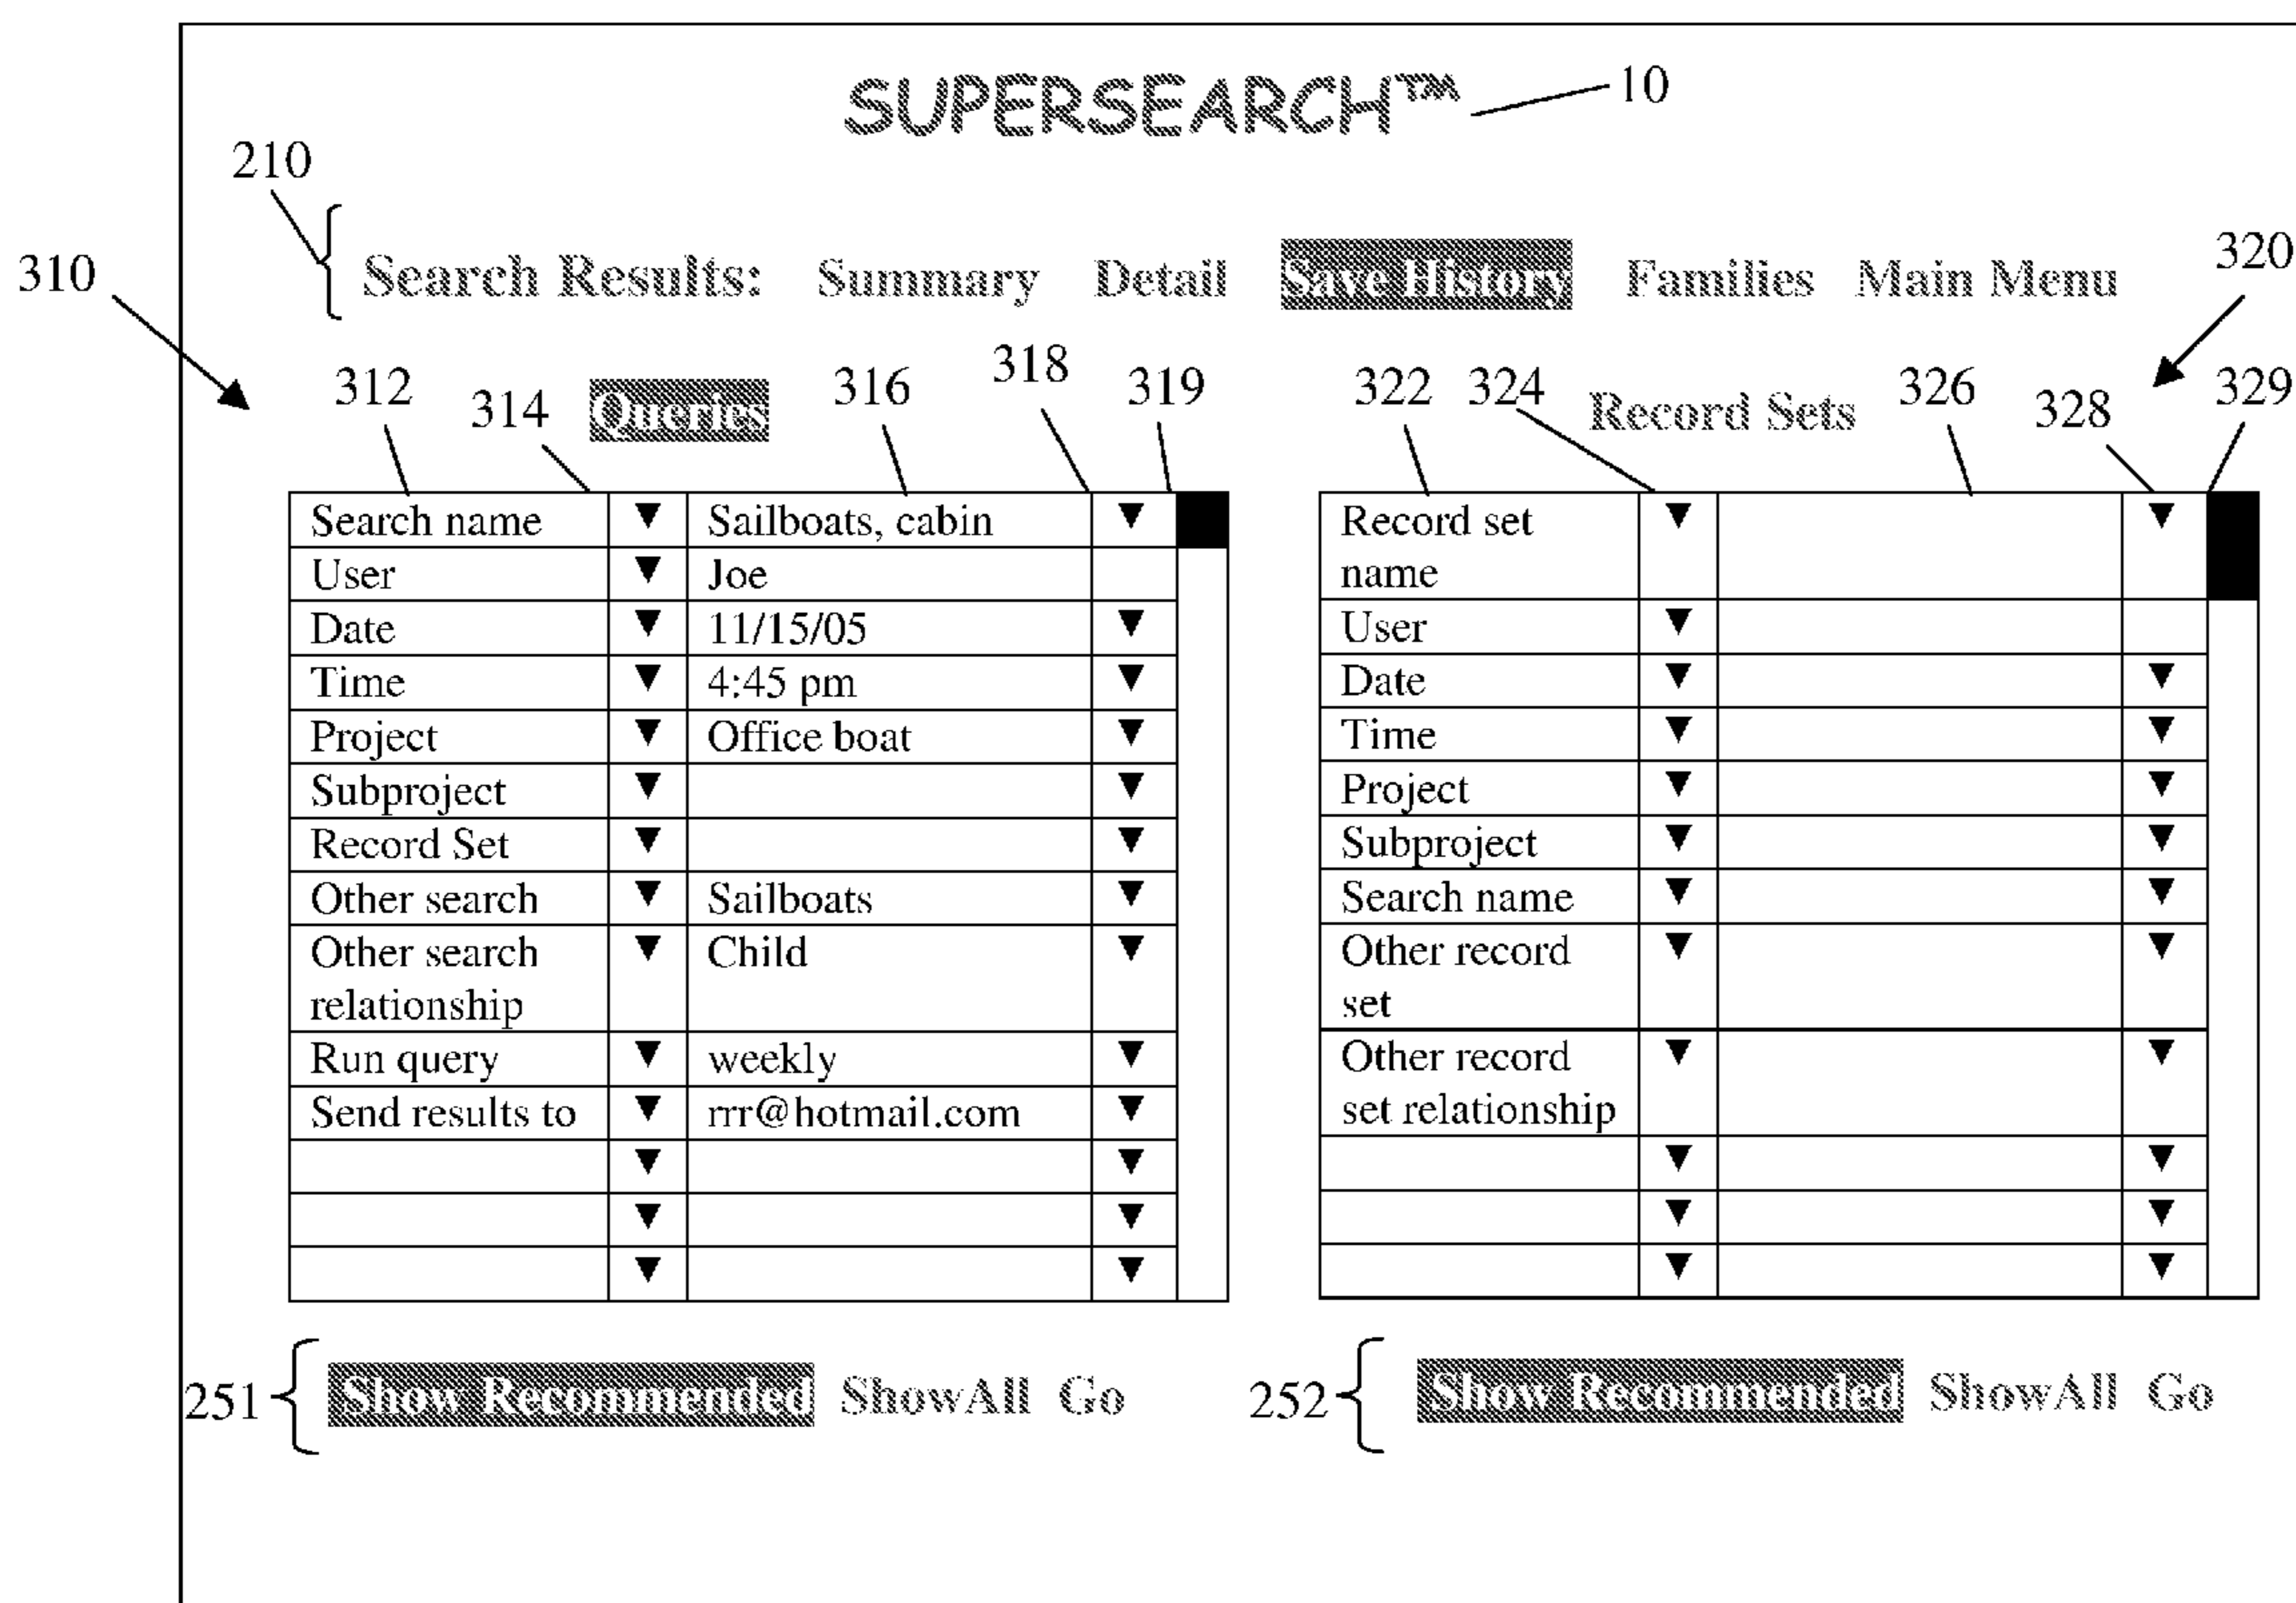 SUPERSEARCH™ 10
210
310
Search Results: Summary Detail Save History Families Main Menu
320
312 314 Queries 316 318 319
322 324 Record Sets 326 328 329
Search name ▼ Sailboats, cabin ▼
User ▼ Joe
Date ▼ 11/15/05 ▼
Time ▼ 4:45 pm ▼
Project ▼ Office boat ▼
Subproject ▼ ▼
Record Set ▼ ▼
Other search ▼ Sailboats ▼
Other search ▼ Child ▼
relationship
Run query ▼ weekly ▼
Send results to ▼ rrr@hotmail.com ▼
▼ ▼
▼ ▼
▼ ▼
Record set ▼ ▼
name
User ▼
Date ▼ ▼
Time ▼ ▼
Project ▼ ▼
Subproject ▼ ▼
Search name ▼ ▼
Other record ▼ ▼
set
Other record ▼ ▼
set relationship
▼ ▼
▼ ▼
▼ ▼
251 Show Recommended ShowAll Go
252 Show Recommended ShowAll Go